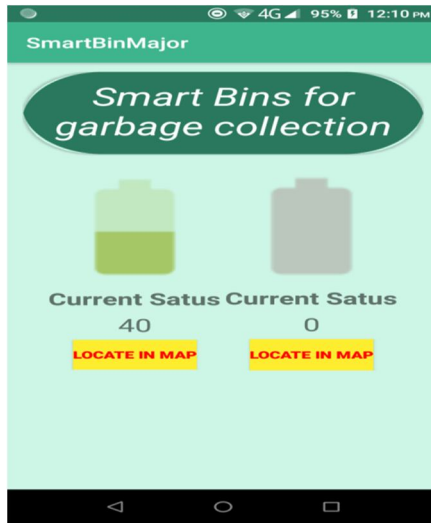 4G 95% 12:10 PM
SmartBinMajor
Smart Bins for
garbage collection
Current Satus Current Satus
40 0
LOCATE IN MAP LOCATE IN MAP